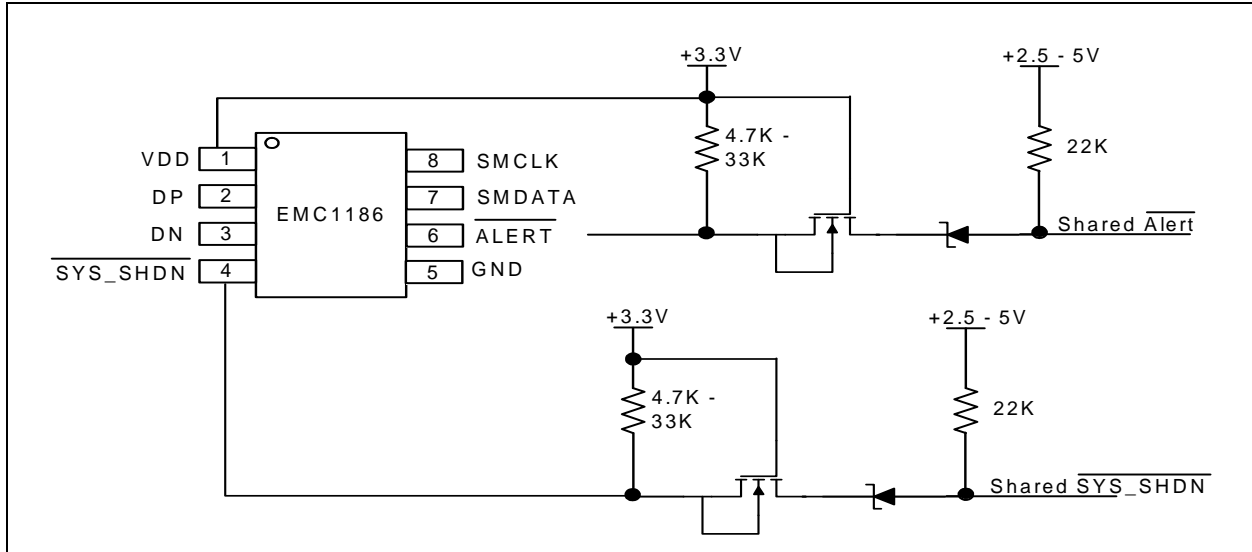 +3.3V
+2.5 - 5V
4.7K -
33K
22K
VDD
1
8
SMCLK
DP
2
7
SMDATA
EMC1186
DN
3
6
ALERT
Shared Alert
SYS_SHDN
4
5
GND
+3.3V
+2.5 - 5V
4.7K -
33K
22K
Shared SYS_SHDN